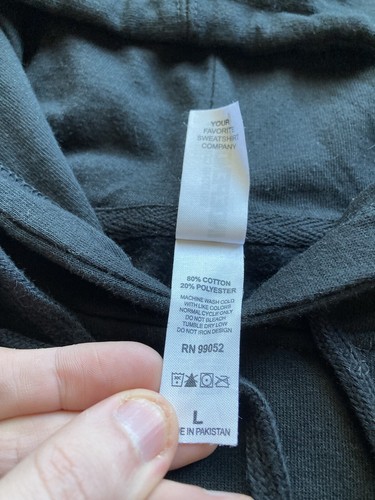 YOUR
FAVORITE
SWEATSHIRT
COMPANY
80% COTTON
20% POLYESTER
MACHINE WASH COLD
WITH LIKE COLORS
NORMAL CYCLE ONLY
DO NOT BLEACH
TUMBLE DRY LOW
DO NOT IRON DESIGN
RN 99052
L
DE IN PAKISTAN